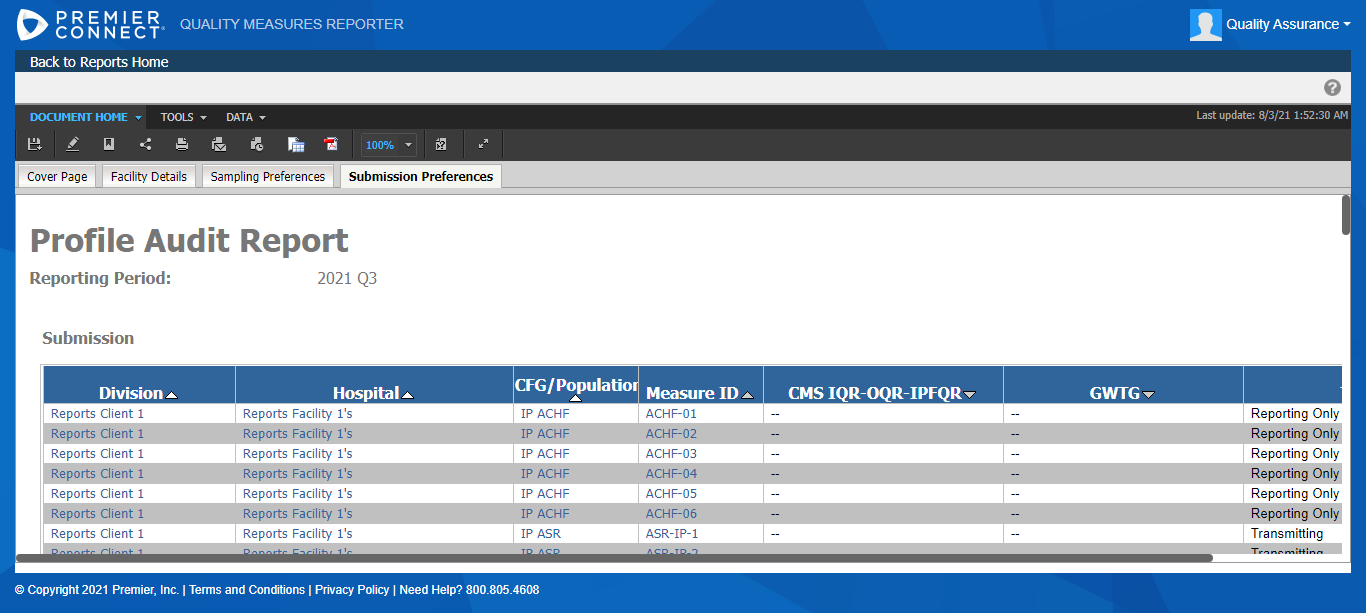 PREMIER CONNECT® QUALITY MEASURES REPORTER Quality Assurance
Back to Reports Home
?
DOCUMENT HOME TOOLS DATA Last update: 8/3/21 1:52:30 AM
100%
Cover Page Facility Details Sampling Preferences Submission Preferences
Profile Audit Report
Reporting Period: 2021 Q3
Submission
Division Hospital CFG/Population Measure ID CMS IQR-OQR-IPFQR GWTG
Reports Client 1 Reports Facility 1's IP ACHF ACHF-01 -- -- Reporting Only
Reports Client 1 Reports Facility 1's IP ACHF ACHF-02 -- -- Reporting Only
Reports Client 1 Reports Facility 1's IP ACHF ACHF-03 -- -- Reporting Only
Reports Client 1 Reports Facility 1's IP ACHF ACHF-04 -- -- Reporting Only
Reports Client 1 Reports Facility 1's IP ACHF ACHF-05 -- -- Reporting Only
Reports Client 1 Reports Facility 1's IP ACHF ACHF-06 -- -- Reporting Only
Reports Client 1 Reports Facility 1's IP ASR ASR-IP-1 -- -- Transmitting
Reports Client 1 Reports Facility 1's IP ASR ASR-IP-2 Transmitting
© Copyright 2021 Premier, Inc. | Terms and Conditions | Privacy Policy | Need Help? 800.805.4608